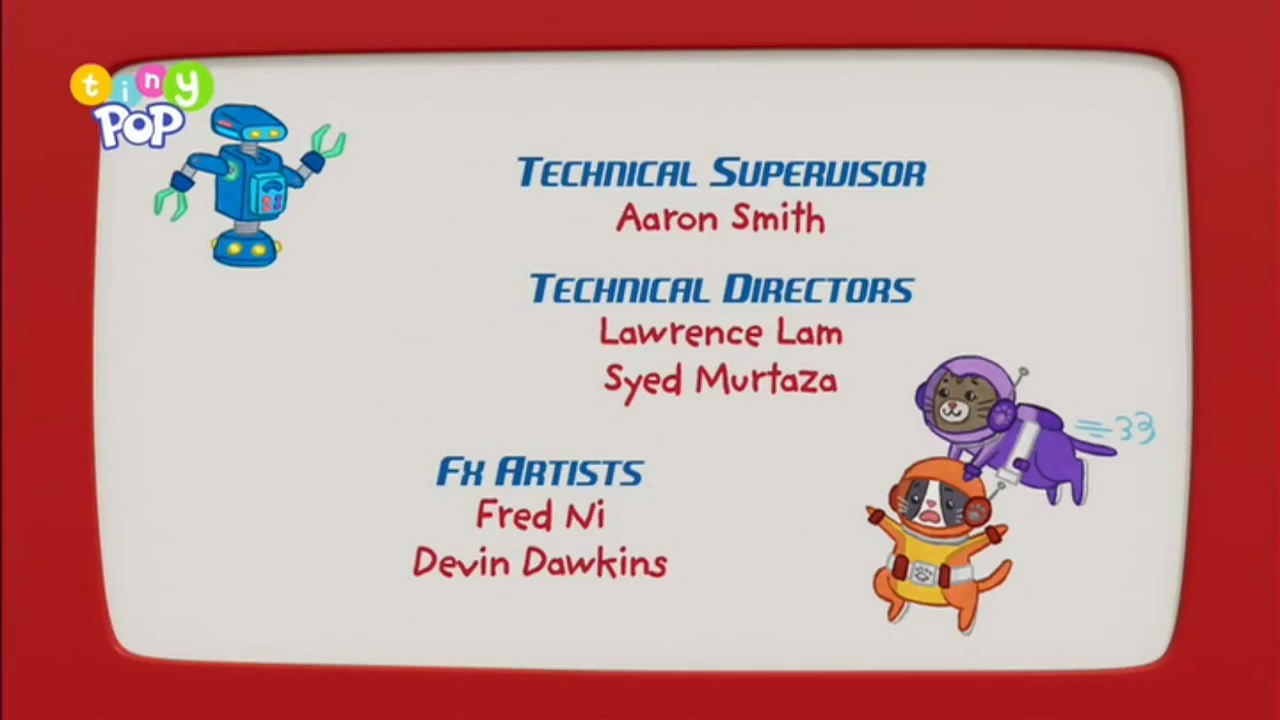 tiny
POP
TECHNICAL SUPERVISOR
Aaron Smith
TECHNICAL DIRECTORS
Lawrence Lam
Syed Murtaza
FX ARTISTS
Fred Ni
Devin Dawkins